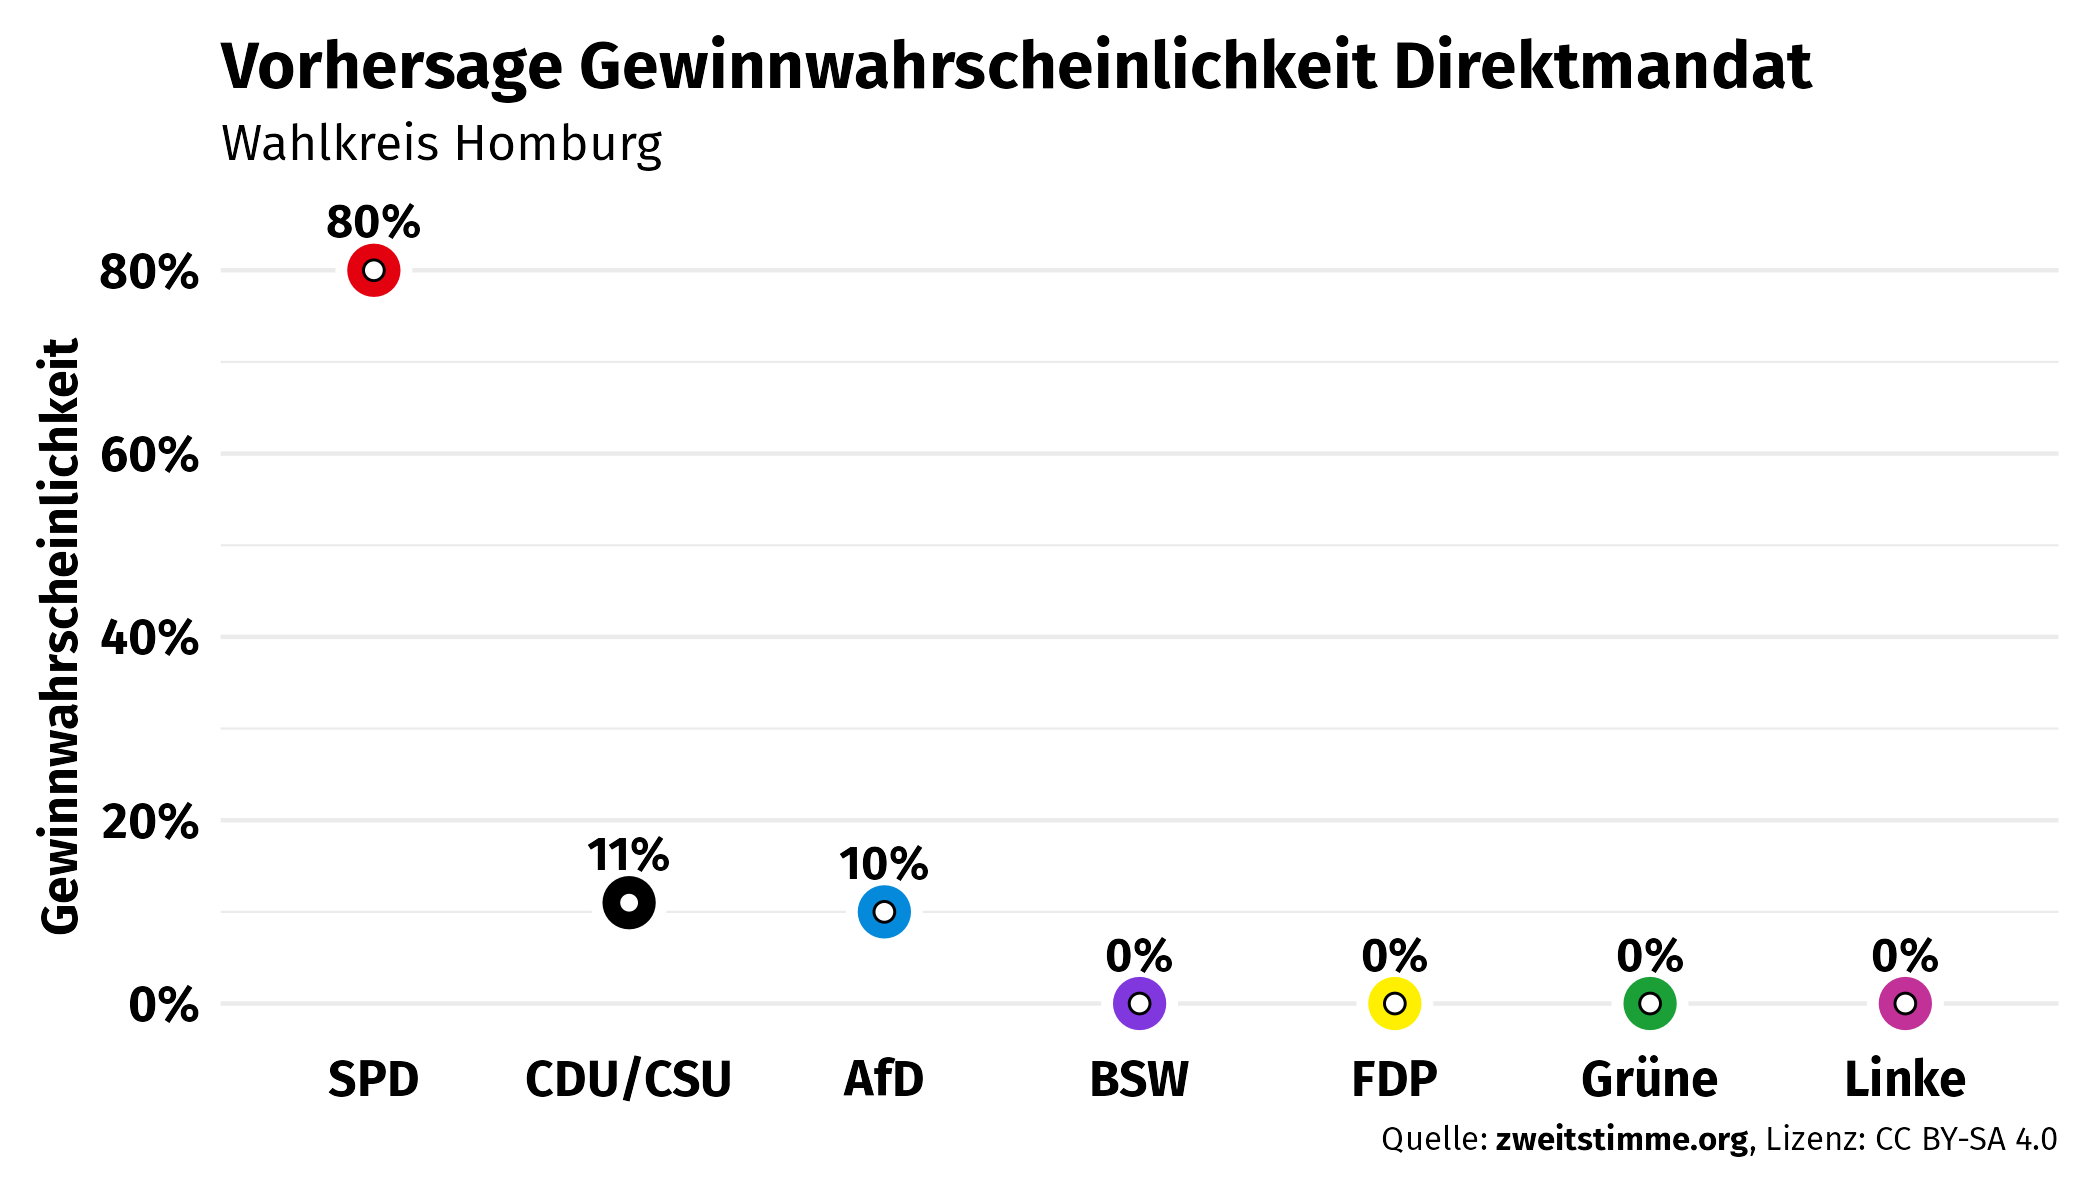 Vorhersage Gewinnwahrscheinlichkeit Direktmandat
Wahlkreis Homburg
Gewinnwahrscheinlichkeit
80%
60%
40%
20%
0%
80%
11%
10%
0%
0%
0%
0%
SPD
CDU/CSU
AfD
BSW
FDP
Grüne
Linke
Quelle: zweitstimme.org, Lizenz: CC BY-SA 4.0